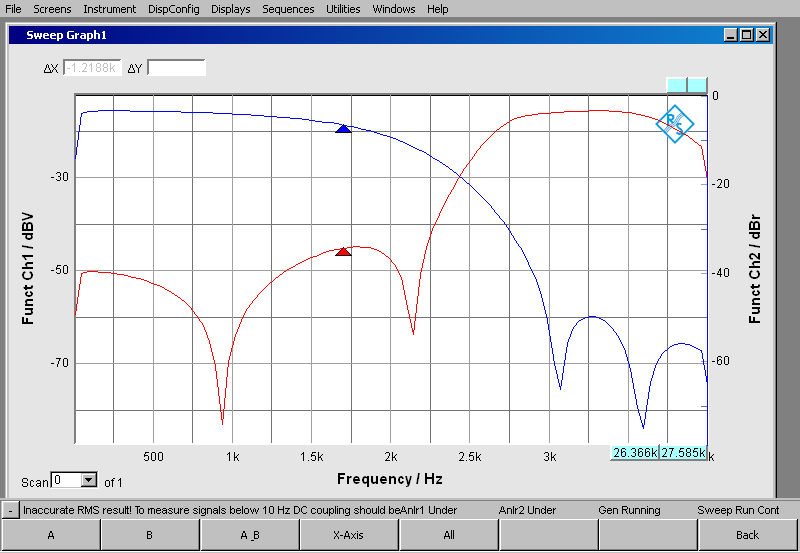 File Screens Instrument DispConfig Displays Sequences Utilities Windows Help
Sweep Graph1
ΔX -1.2188k ΔY
0
-30
-20
-50
-40
-70
-60
Funct Ch1 / dBV
Funct Ch2 / dBr
RS
500 1k 1.5k 2k 2.5k 3k 26.366k 27.585k k
Frequency / Hz
Scan 0 of 1
- Inaccurate RMS result! To measure signals below 10 Hz DC coupling should be Anlr1 Under Anlr2 Under Gen Running Sweep Run Cont
A B A_B X-Axis All Back